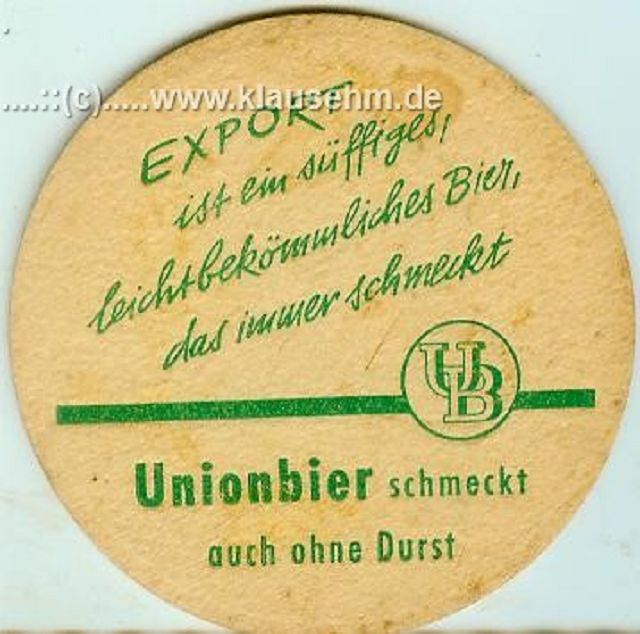 ....::(c).....www.klausehm.de
EXPORT
ist ein süffiges,
leichtbekömmliches Bier,
das immer schmeckt
UB
Unionbier schmeckt
auch ohne Durst